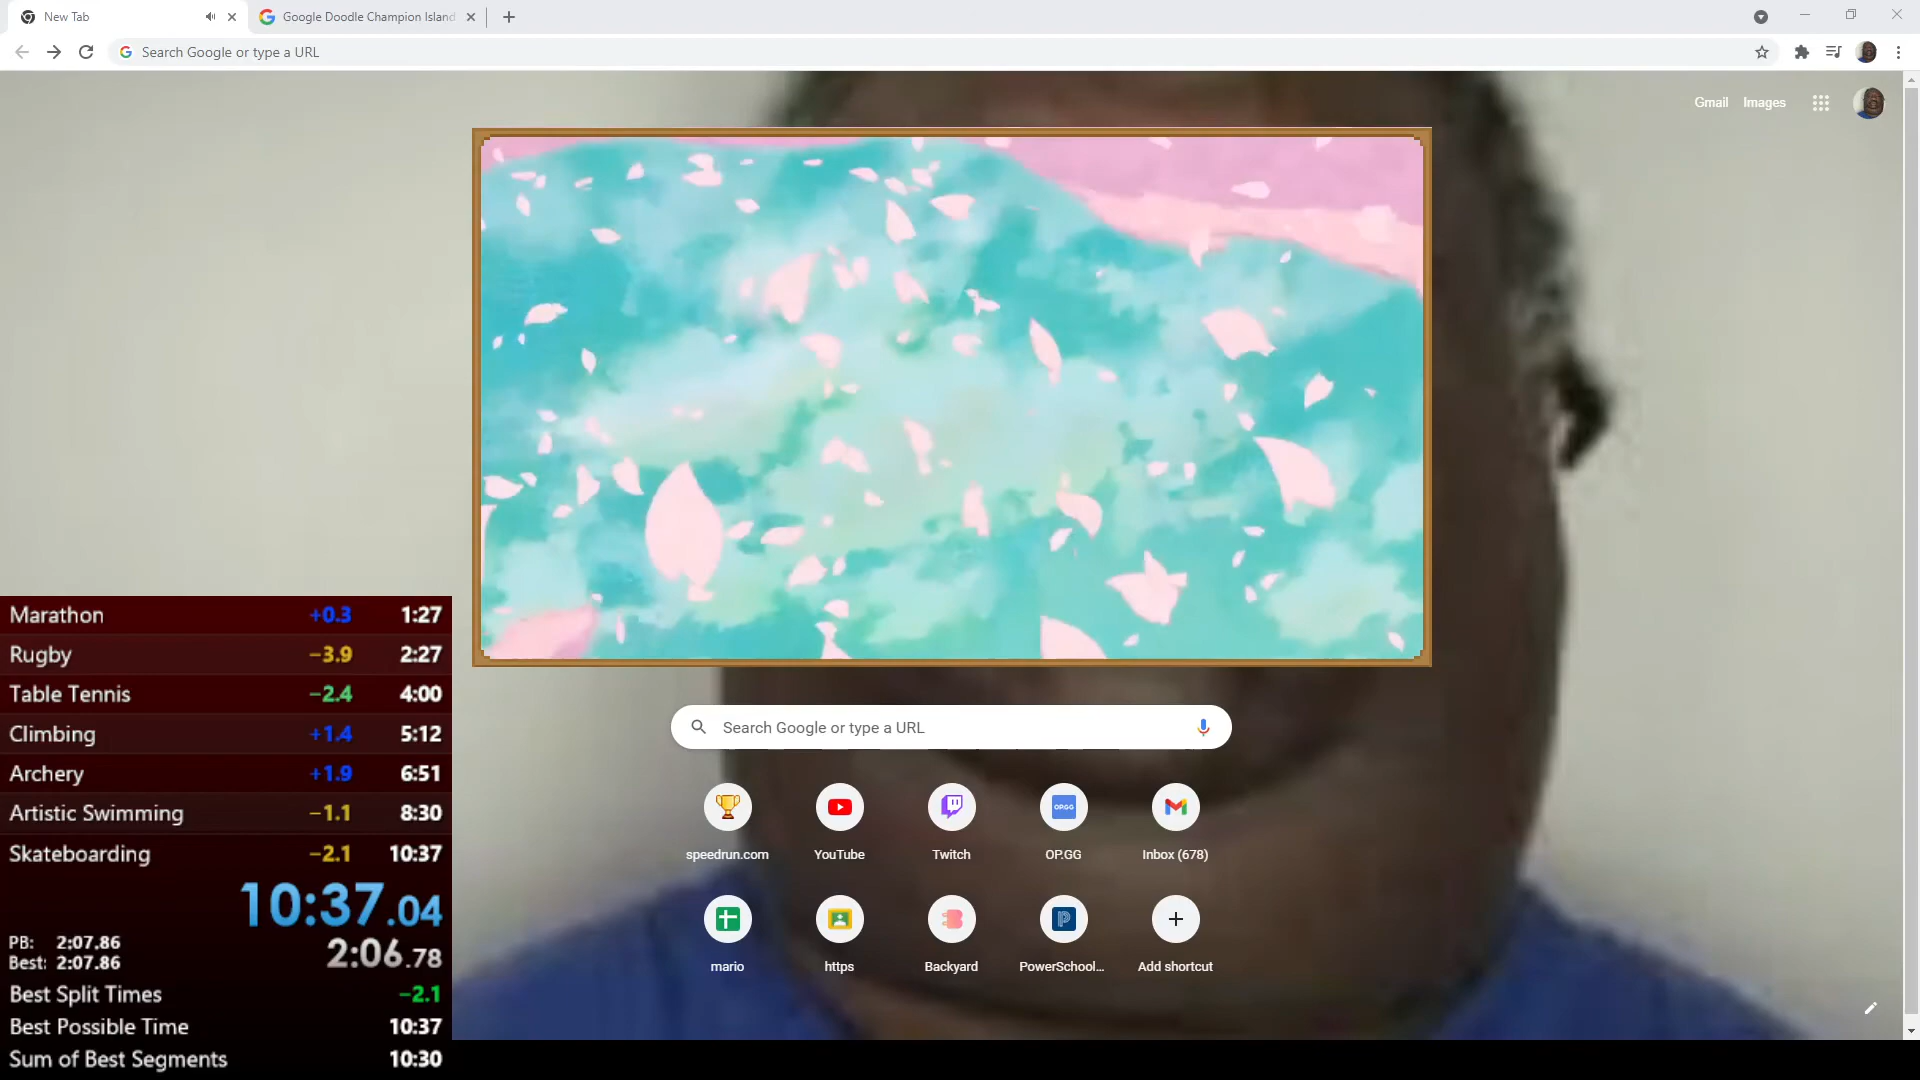 New Tab
Google Doodle Champion Island
Search Google or type a URL
Gmail Images
Search Google or type a URL
speedrun.com YouTube Twitch OP.GG Inbox (678)
OP.GG
mario https Backyard PowerSchool... Add shortcut
Marathon +0.3 1:27
Rugby −3.9 2:27
Table Tennis −2.4 4:00
Climbing +1.4 5:12
Archery +1.9 6:51
Artistic Swimming −1.1 8:30
Skateboarding −2.1 10:37
10:37.04
PB: 2:07.86
Best: 2:07.86
2:06.78
Best Split Times −2.1
Best Possible Time 10:37
Sum of Best Segments 10:30